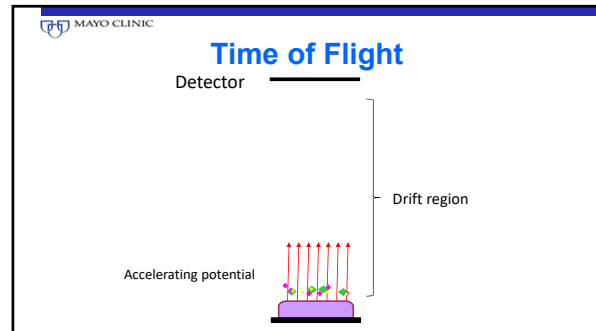 MAYO CLINIC
Time of Flight
Detector
Drift region
Accelerating potential